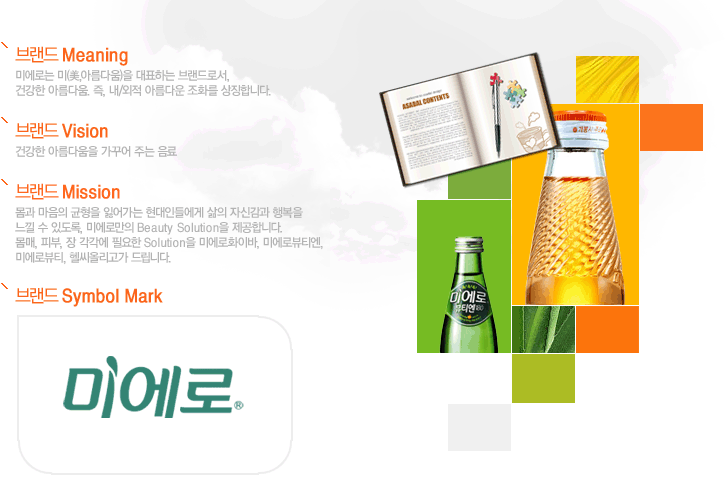 브랜드 Meaning
미에로는 미(美,아름다움)을 대표하는 브랜드로서,
건강한 아름다움. 즉, 내/외적 아름다운 조화를 상징합니다.
브랜드 Vision
건강한 아름다움을 가꾸어 주는 음료
브랜드 Mission
몸과 마음의 균형을 잃어가는 현대인들에게 삶의 자신감과 행복을
느낄 수 있도록, 미에로만의 Beauty Solution을 제공합니다.
몸매, 피부, 장 각각에 필요한 Solution을 미에로화이바, 미에로뷰티엔,
미에로뷰티, 헬씨올리고가 드립니다.
브랜드 Symbol Mark
미에로®
ASADAL CONTENTS
미에로
뷰티엔